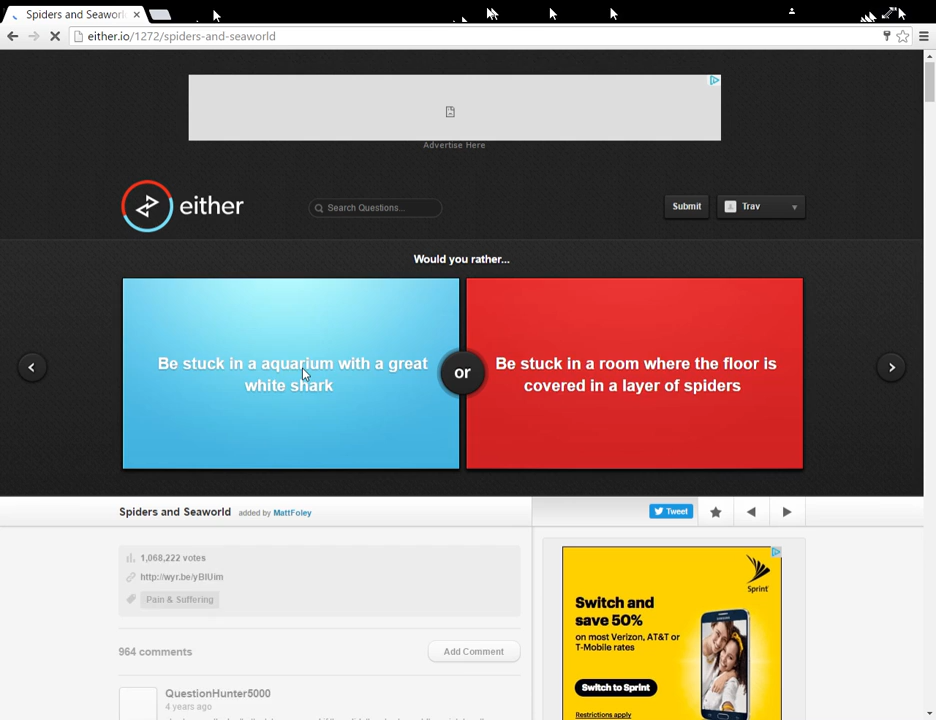 Spiders and Seaworl
either.io/1272/spiders-and-seaworld
Advertise Here
either
Search Questions...
Submit
Trav
Would you rather...
Be stuck in a aquarium with a great
white shark
or
Be stuck in a room where the floor is
covered in a layer of spiders
Spiders and Seaworld added by MattFoley
Tweet
1,068,222 votes
http://wyr.be/yBIUim
Pain & Suffering
964 comments
Add Comment
QuestionHunter5000
4 years ago
Sprint
Switch and
save 50%
on most Verizon, AT&T or
T-Mobile rates
Switch to Sprint
Restrictions apply